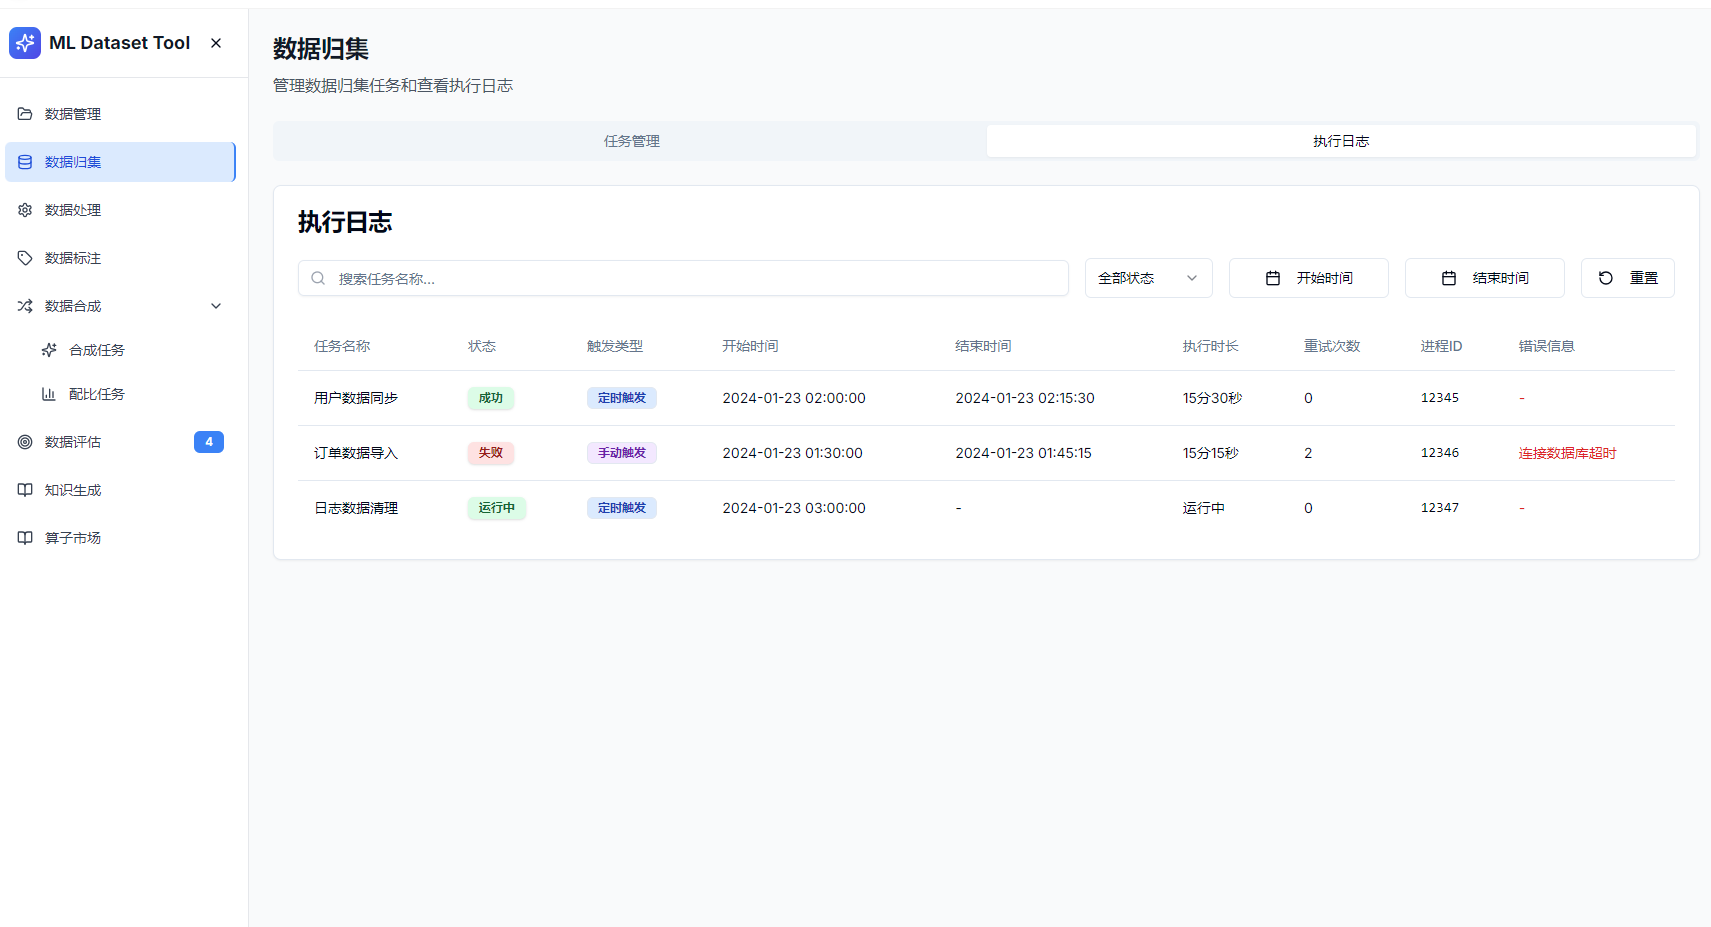 ML Dataset Tool
数据管理
数据归集
数据处理
数据标注
数据合成
合成任务
配比任务
数据评估 4
知识生成
算子市场
数据归集
管理数据归集任务和查看执行日志
任务管理 执行日志
执行日志
搜索任务名称... 全部状态 开始时间 结束时间 重置
任务名称 状态 触发类型 开始时间 结束时间 执行时长 重试次数 进程ID 错误信息
用户数据同步 成功 定时触发 2024-01-23 02:00:00 2024-01-23 02:15:30 15分30秒 0 12345 -
订单数据导入 失败 手动触发 2024-01-23 01:30:00 2024-01-23 01:45:15 15分15秒 2 12346 连接数据库超时
日志数据清理 运行中 定时触发 2024-01-23 03:00:00 - 运行中 0 12347 -